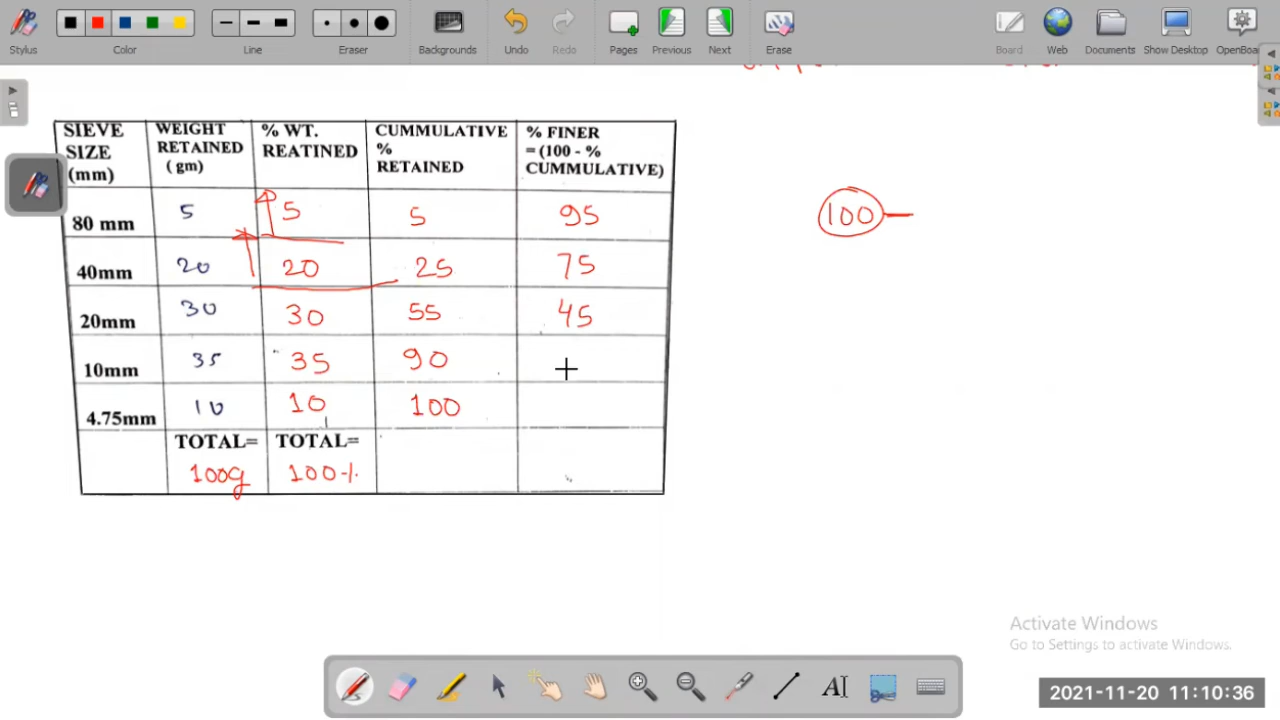 Stylus
Color
Line
Eraser
Backgrounds
Undo
Redo
Pages
Previous
Next
Erase
Board
Web
Documents
Show Desktop
OpenBoa
SIEVE SIZE (mm)
WEIGHT RETAINED (gm)
% WT. REATINED
CUMMULATIVE % RETAINED
% FINER = (100 - % CUMMULATIVE)
80 mm 5 5 5 95
40mm 20 20 25 75
20mm 30 30 55 45
10mm 35 35 90
4.75mm 10 10 100
TOTAL= TOTAL=
100g 100%
100 -
Activate Windows
Go to Settings to activate Windows.
AI
2021-11-20 11:10:36